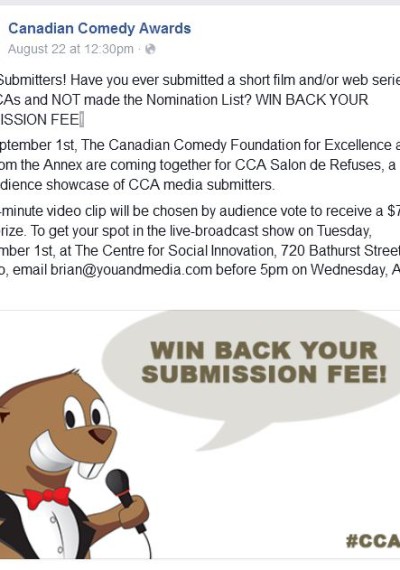 Canadian Comedy Awards
August 22 at 12:30pm ·
Submitters! Have you ever submitted a short film and/or web serie
CAs and NOT made the Nomination List? WIN BACK YOUR
ISSION FEE
eptember 1st, The Canadian Comedy Foundation for Excellence a
om the Annex are coming together for CCA Salon de Refuses, a
dience showcase of CCA media submitters.
-minute video clip will be chosen by audience vote to receive a $7
rize. To get your spot in the live-broadcast show on Tuesday,
mber 1st, at The Centre for Social Innovation, 720 Bathurst Street
o, email brian@youandmedia.com before 5pm on Wednesday, A
WIN BACK YOUR
SUBMISSION FEE!
#CCA